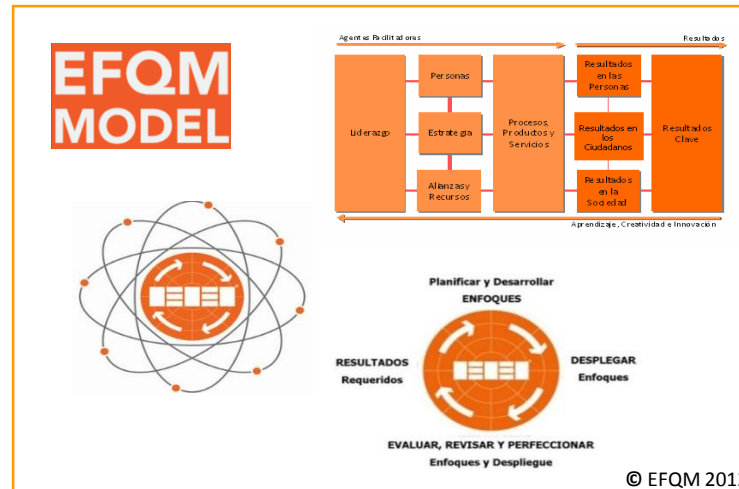 EFQM
MODEL
Agentes Facilitadores
Resultados
Liderazgo
Personas
Estrategia
Alianzas y
Recursos
Procesos,
Productos y
Servicios
Resultados
en las
Personas
Resultados en
los
Ciudadanos
Resultados
en la
Sociedad
Resultados
Clave
Aprendizaje, Creatividad e Innovación
Planificar y Desarrollar
ENFOQUES
RESULTADOS
Requeridos
DESPLEGAR
Enfoques
EVALUAR, REVISAR Y PERFECCIONAR
Enfoques y Despliegue
© EFQM